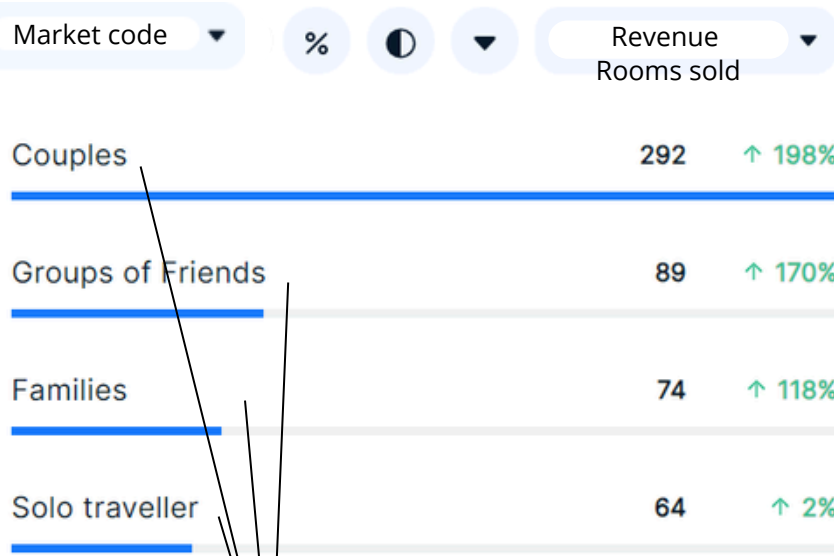 Market code
%
Revenue
Rooms sold
Couples 292 ↑ 198%
Groups of Friends 89 ↑ 170%
Families 74 ↑ 118%
Solo traveller 64 ↑ 2%